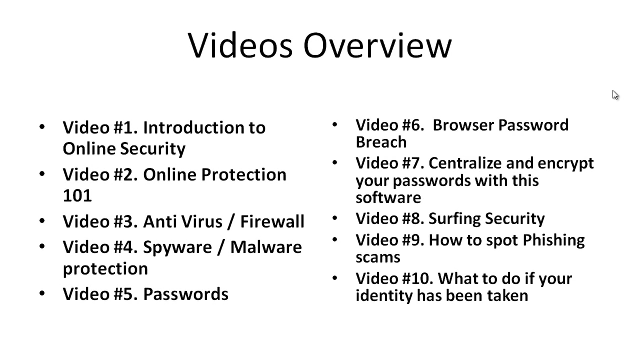 Videos Overview
• Video #1. Introduction to
Online Security
• Video #2. Online Protection
101
• Video #3. Anti Virus / Firewall
• Video #4. Spyware / Malware
protection
• Video #5. Passwords
• Video #6.  Browser Password
Breach
• Video #7. Centralize and encrypt
your passwords with this
software
• Video #8. Surfing Security
• Video #9. How to spot Phishing
scams
• Video #10. What to do if your
identity has been taken